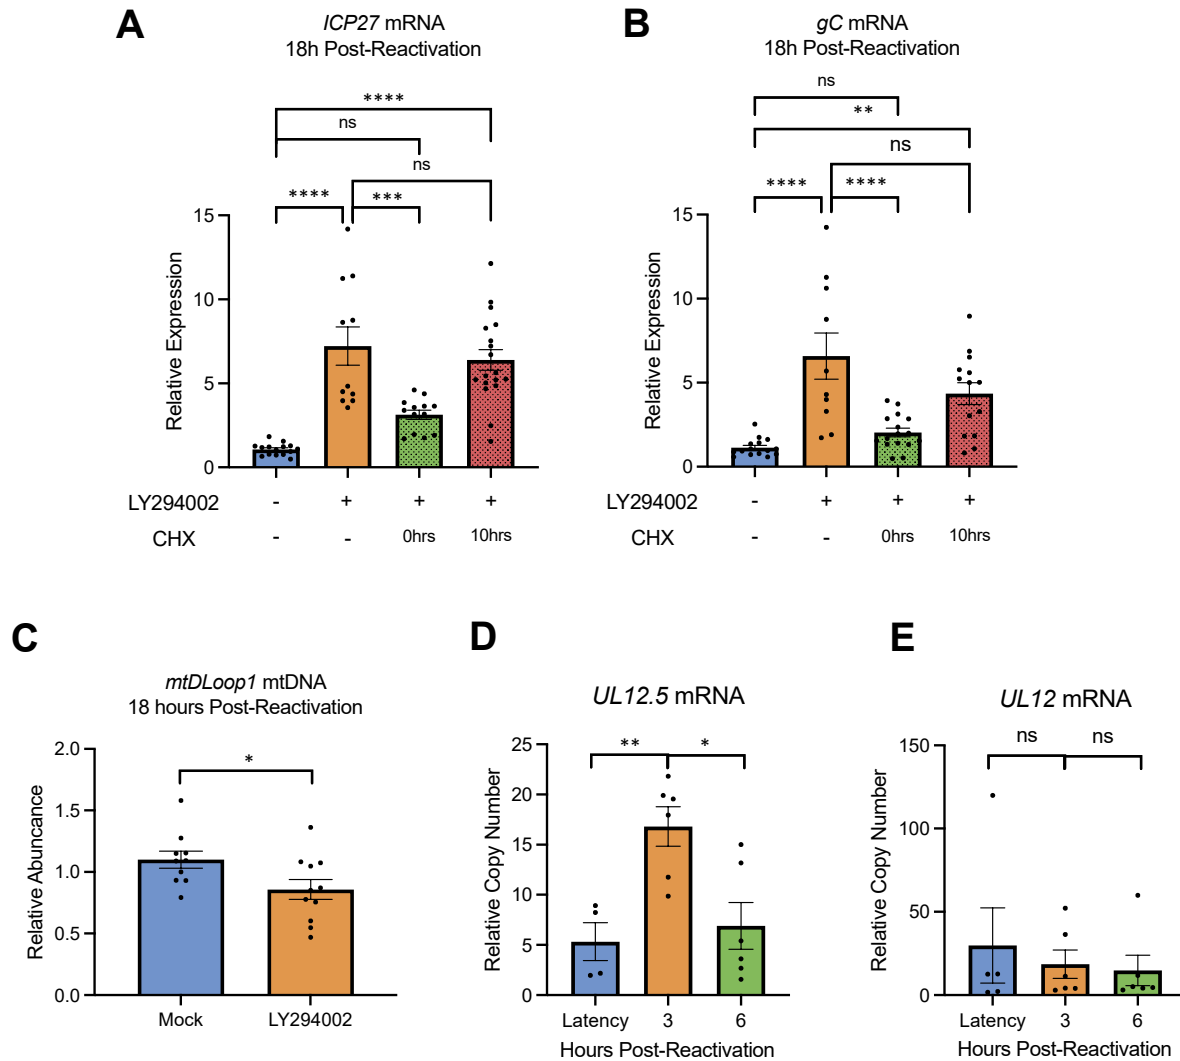 A
ICP27 mRNA
18h Post-Reactivation
****
ns
ns
****
***
Relative Expression
15
10
5
0
LY294002
-
+
+
+
CHX
-
-
0hrs
10hrs
B
gC mRNA
18h Post-Reactivation
ns
**
ns
****
****
Relative Expression
15
10
5
0
LY294002
-
+
+
+
CHX
-
-
0hrs
10hrs
C
mtDLoop1 mtDNA
18 hours Post-Reactivation
*
Relative Abuncance
2.0
1.5
1.0
0.5
0.0
Mock
LY294002
D
UL12.5 mRNA
**
*
Relative Copy Number
25
20
15
10
5
0
Latency
3
6
Hours Post-Reactivation
E
UL12 mRNA
ns
ns
Relative Copy Number
150
100
50
0
Latency
3
6
Hours Post-Reactivation